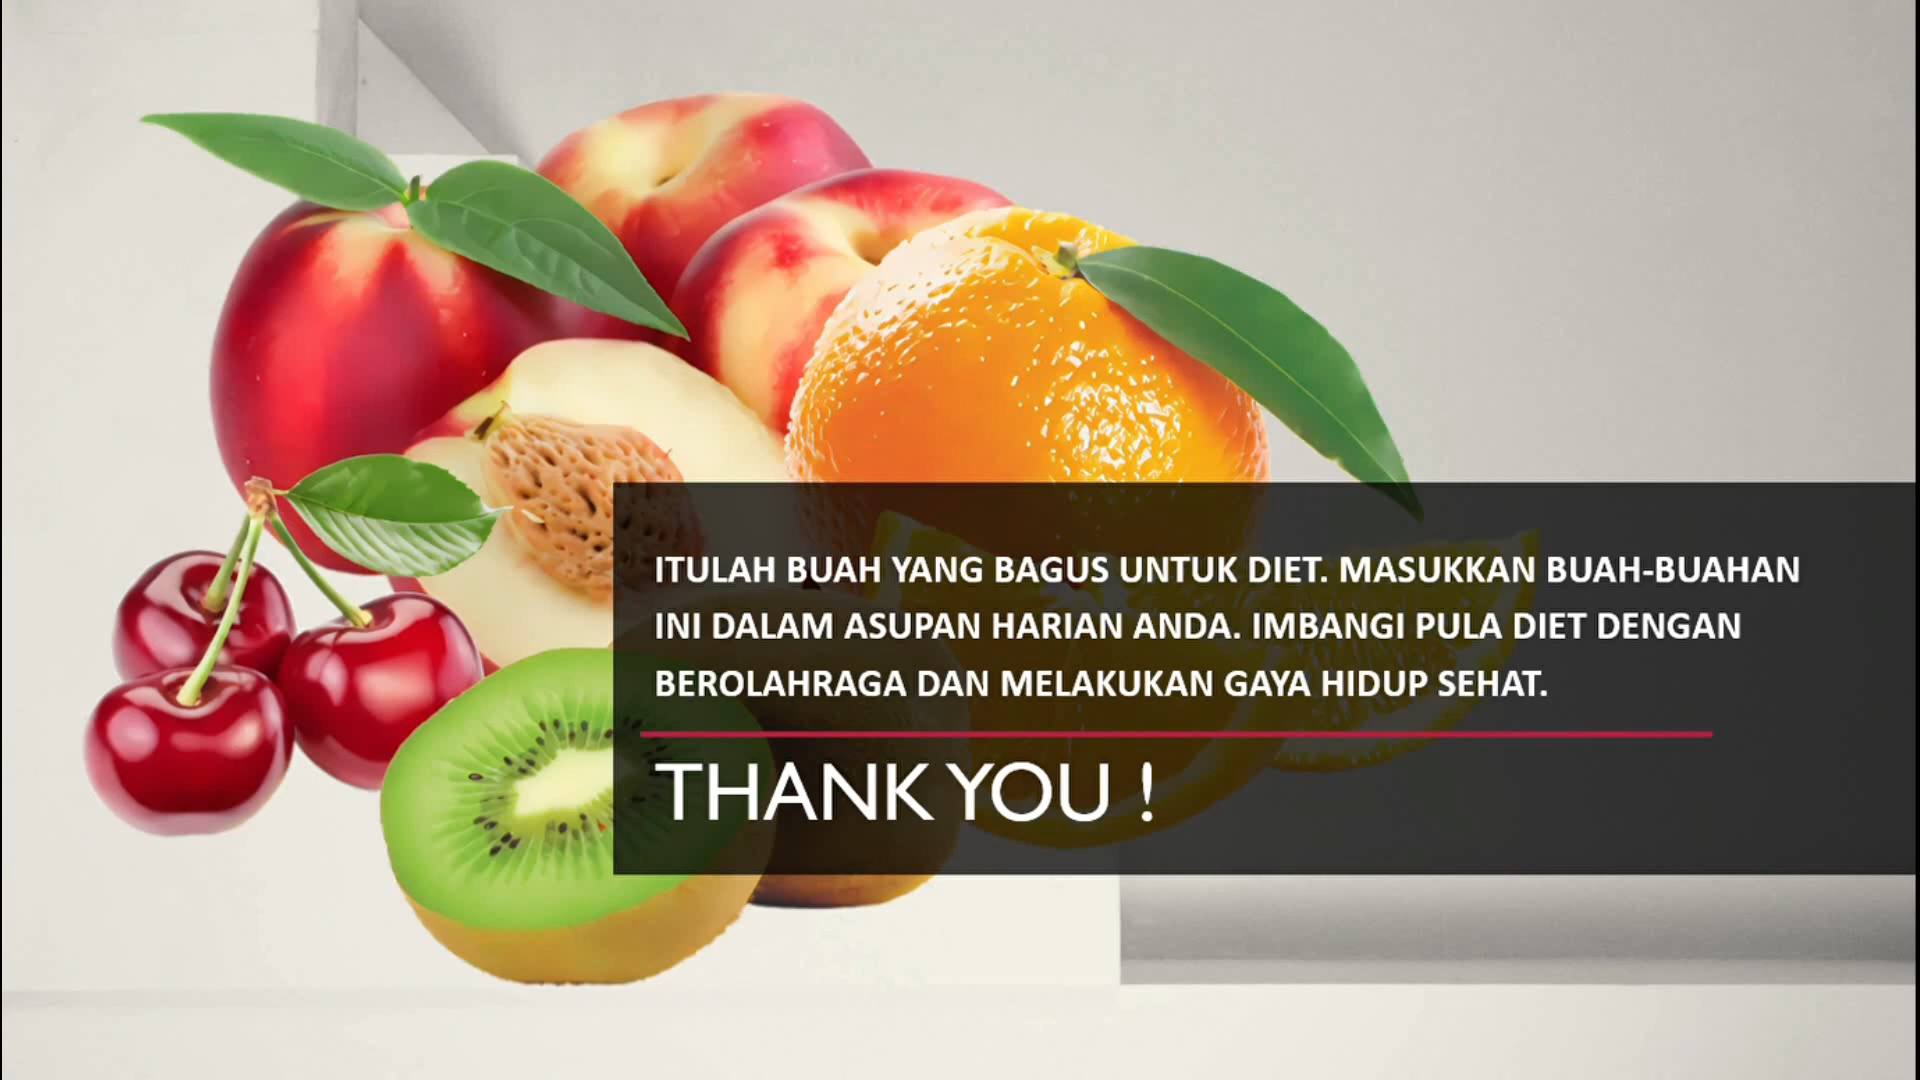 ITULAH BUAH YANG BAGUS UNTUK DIET. MASUKKAN BUAH-BUAHAN
INI DALAM ASUPAN HARIAN ANDA. IMBANGI PULA DIET DENGAN
BEROLAHRAGA DAN MELAKUKAN GAYA HIDUP SEHAT.
THANK YOU !